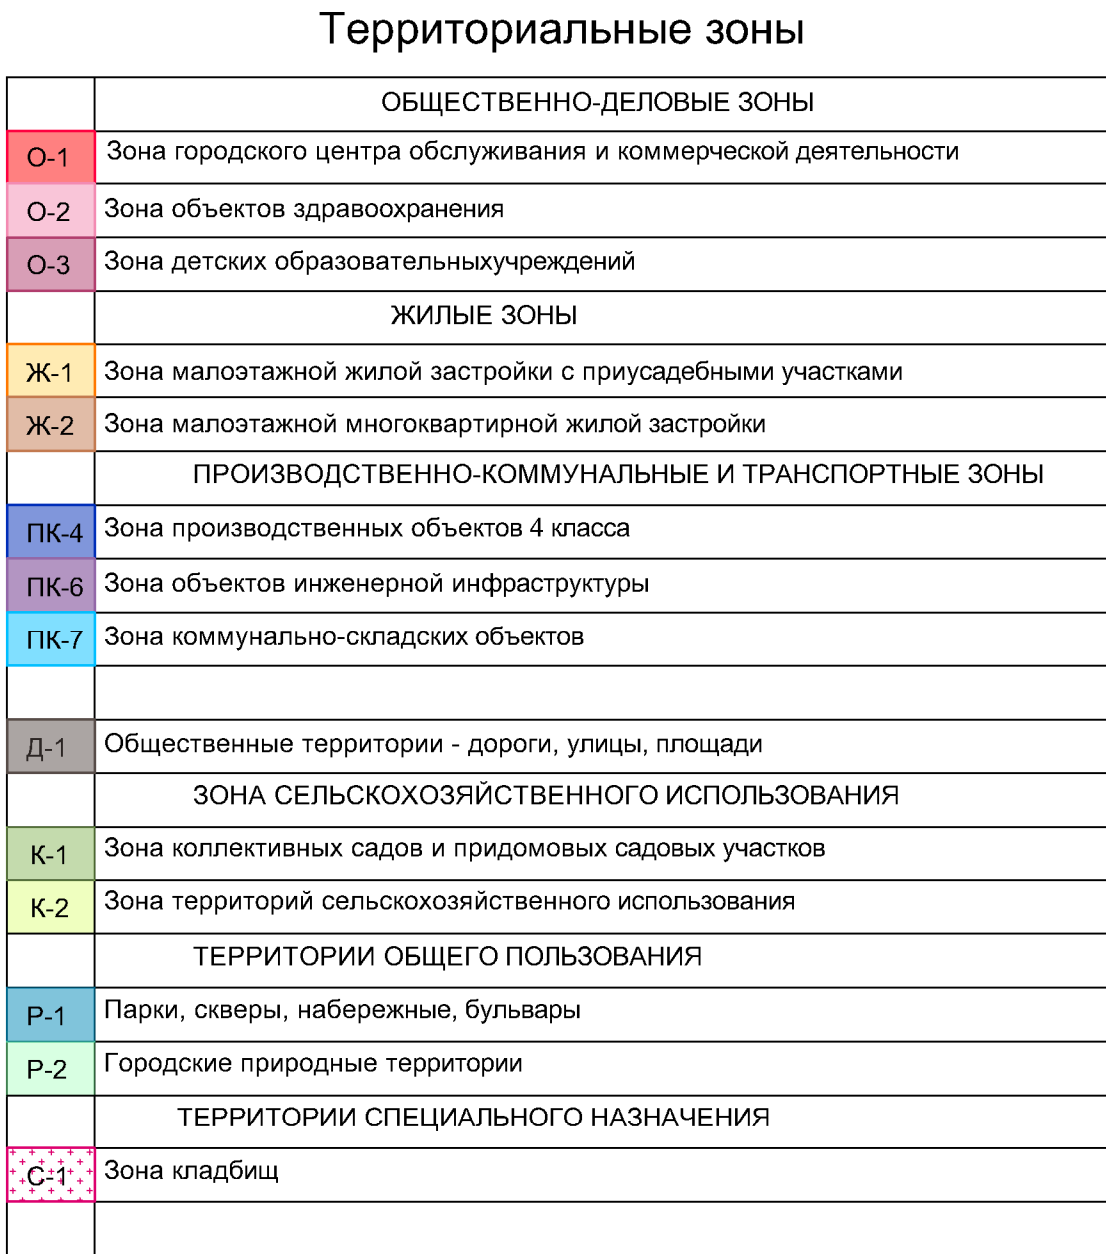 Территориальные зоны
ОБЩЕСТВЕННО-ДЕЛОВЫЕ ЗОНЫ
О-1 Зона городского центра обслуживания и коммерческой деятельности
О-2 Зона объектов здравоохранения
О-3 Зона детских образовательныхучреждений
ЖИЛЫЕ ЗОНЫ
Ж-1 Зона малоэтажной жилой застройки с приусадебными участками
Ж-2 Зона малоэтажной многоквартирной жилой застройки
ПРОИЗВОДСТВЕННО-КОММУНАЛЬНЫЕ И ТРАНСПОРТНЫЕ ЗОНЫ
ПК-4 Зона производственных объектов 4 класса
ПК-6 Зона объектов инженерной инфраструктуры
ПК-7 Зона коммунально-складских объектов
Д-1 Общественные территории - дороги, улицы, площади
ЗОНА СЕЛЬСКОХОЗЯЙСТВЕННОГО ИСПОЛЬЗОВАНИЯ
К-1 Зона коллективных садов и придомовых садовых участков
К-2 Зона территорий сельскохозяйственного использования
ТЕРРИТОРИИ ОБЩЕГО ПОЛЬЗОВАНИЯ
Р-1 Парки, скверы, набережные, бульвары
Р-2 Городские природные территории
ТЕРРИТОРИИ СПЕЦИАЛЬНОГО НАЗНАЧЕНИЯ
С-1 Зона кладбищ